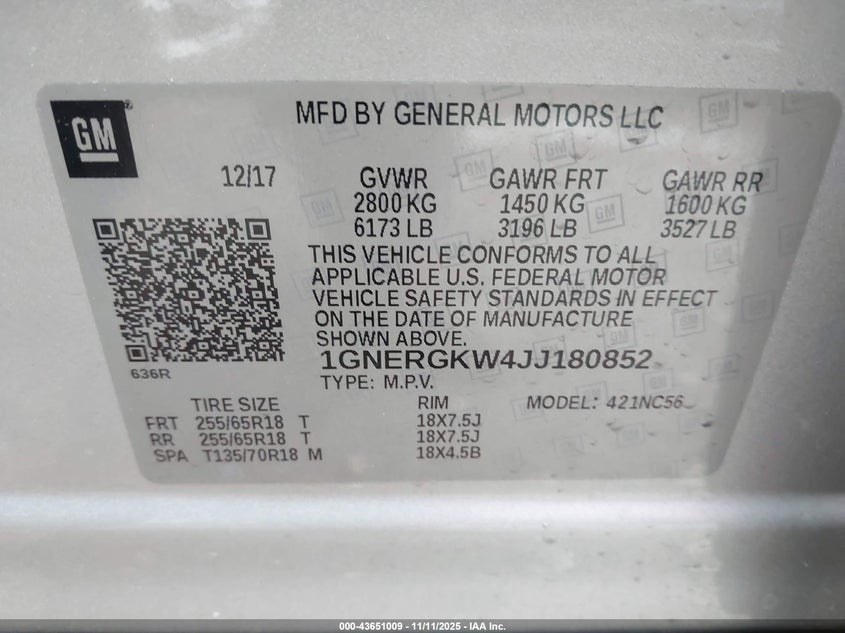 GM
MFD BY GENERAL MOTORS LLC
12/17 GVWR GAWR FRT GAWR RR
2800 KG 1450 KG 1600 KG
6173 LB 3196 LB 3527 LB
THIS VEHICLE CONFORMS TO ALL
APPLICABLE U.S. FEDERAL MOTOR
VEHICLE SAFETY STANDARDS IN EFFECT
ON THE DATE OF MANUFACTURE
SHOWN ABOVE.
636R
1GNERGKW4JJ180852
TYPE: M.P.V.
TIRE SIZE RIM MODEL: 421NC56
FRT 255/65R18 T 18X7.5J
RR 255/65R18 T 18X7.5J
SPA T135/70R18 M 18X4.5B
000-43651009 - 11/11/2025 - IAA Inc.